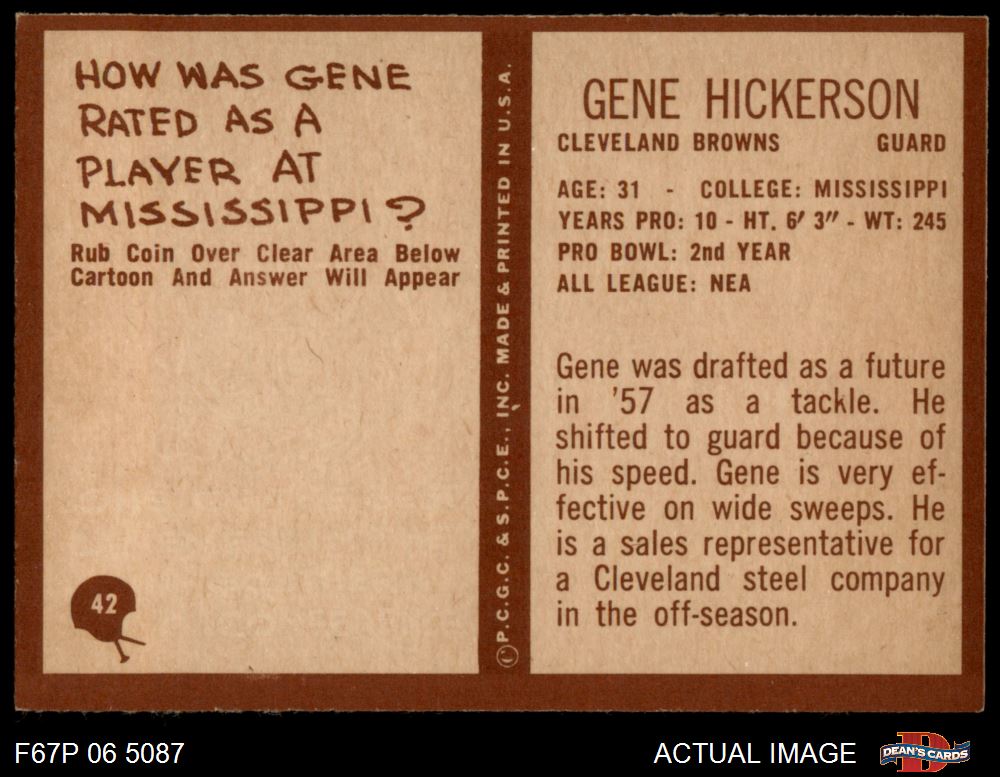 HOW WAS GENE
RATED AS A
PLAYER AT
MISSISSIPPI?
Rub Coin Over Clear Area Below
Cartoon And Answer Will Appear
42
©P.C.G.C. & S.P.C.E., INC. MADE & PRINTED IN U.S.A.
GENE HICKERSON
CLEVELAND BROWNS GUARD
AGE: 31 - COLLEGE: MISSISSIPPI
YEARS PRO: 10 - HT. 6' 3" - WT: 245
PRO BOWL: 2nd YEAR
ALL LEAGUE: NEA
Gene was drafted as a future
in '57 as a tackle. He
shifted to guard because of
his speed. Gene is very ef-
fective on wide sweeps. He
is a sales representative for
a Cleveland steel company
in the off-season.
F67P 06 5087
ACTUAL IMAGE
D
DEAN'S CARDS